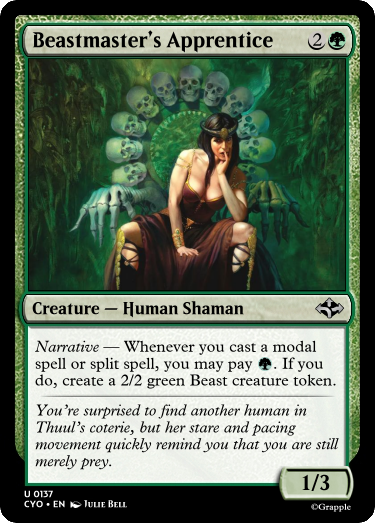 Beastmaster's Apprentice 2
Creature — Human Shaman
Narrative — Whenever you cast a modal
spell or split spell, you may pay . If you
do, create a 2/2 green Beast creature token.
You're surprised to find another human in
Thuul's coterie, but her stare and pacing
movement quickly remind you that you are still
merely prey.
1/3
U 0137
CYO • EN JULIE BELL
©Grapple